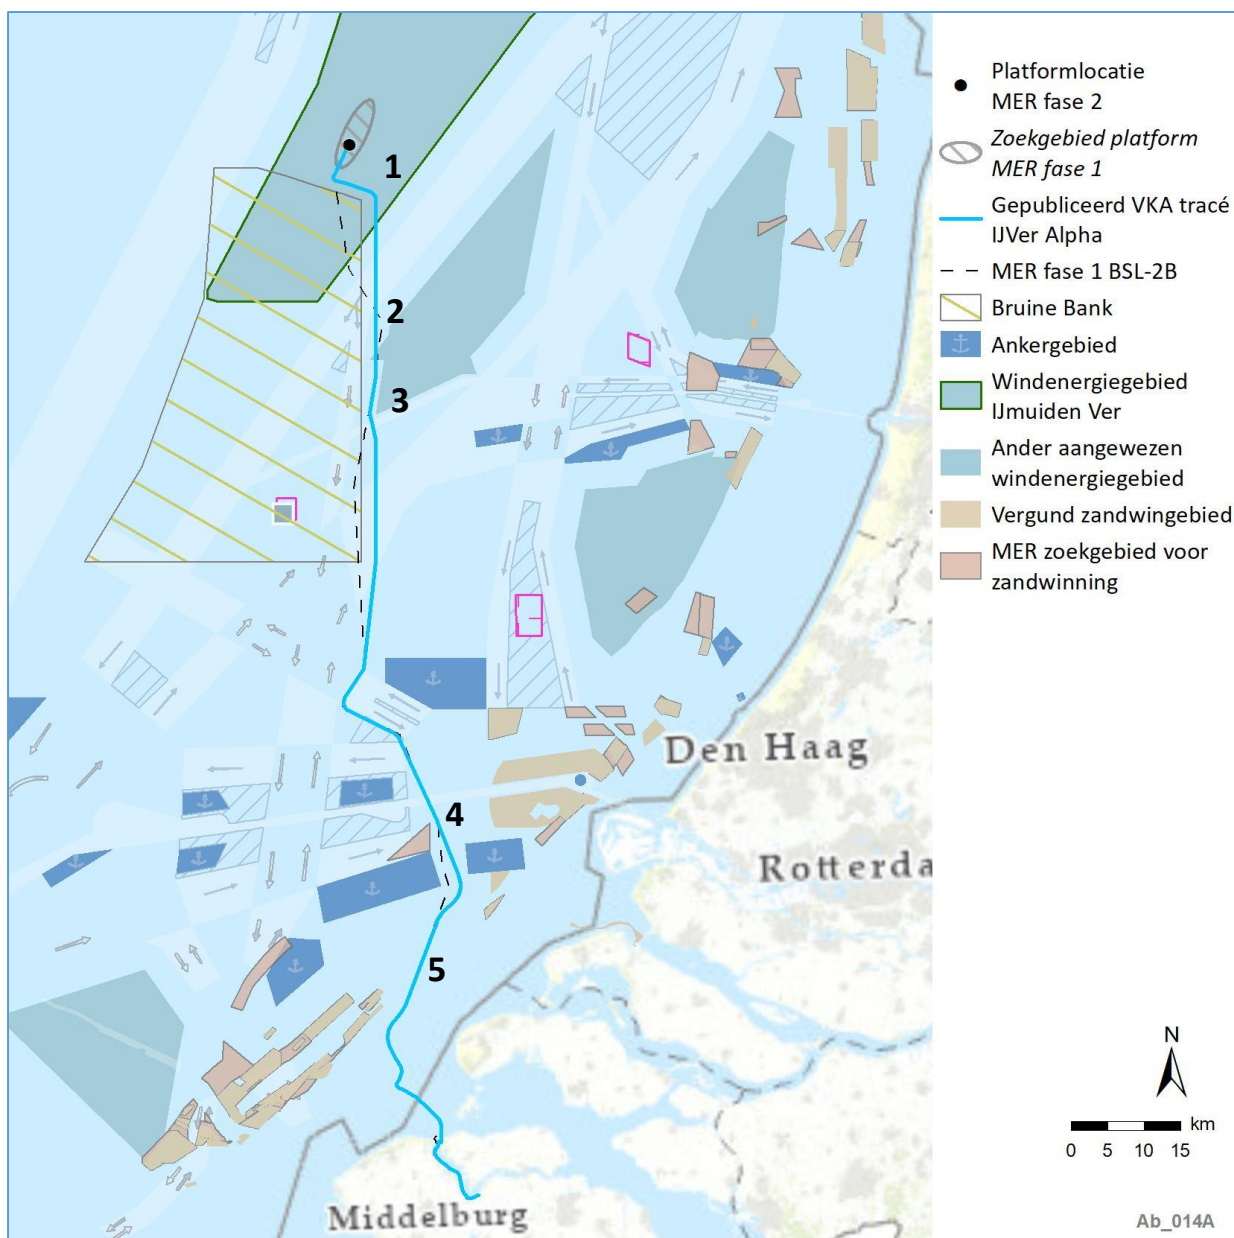 1
2
3
4
5
Den Haag
Rotterda
Middelburg
Platformlocatie
MER fase 2
Zoekgebied platform
MER fase 1
Gepubliceerd VKA tracé
IJVer Alpha
MER fase 1 BSL-2B
Bruine Bank
Ankergebied
Windenergiegebied
IJmuiden Ver
Ander aangewezen
windenergiegebied
Vergund zandwingebied
MER zoekgebied voor
zandwinning
N
km
0 5 10 15
Ab_014A